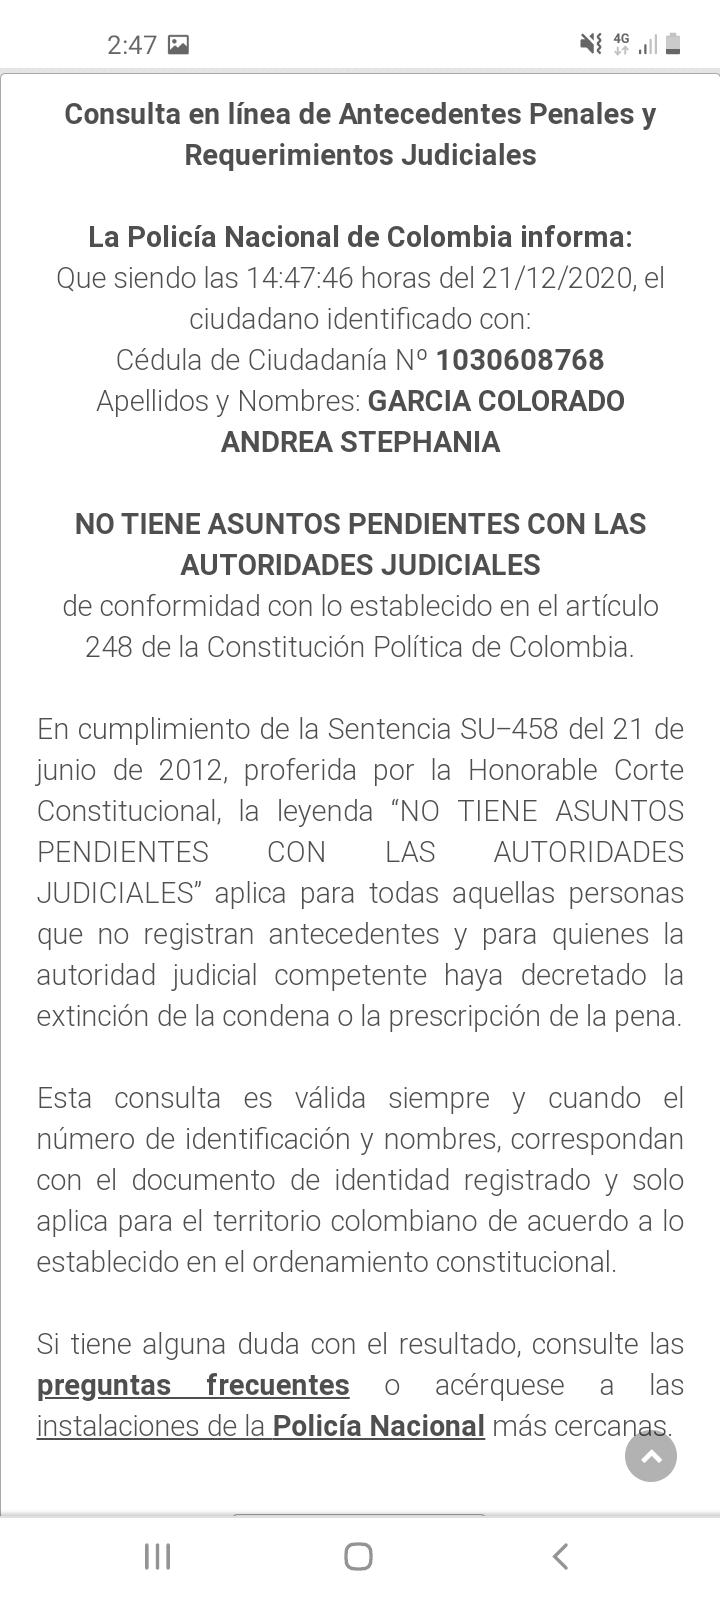 2:47
4G
Consulta en línea de Antecedentes Penales y
Requerimientos Judiciales
La Policía Nacional de Colombia informa:
Que siendo las 14:47:46 horas del 21/12/2020, el
ciudadano identificado con:
Cédula de Ciudadanía Nº 1030608768
Apellidos y Nombres: GARCIA COLORADO
ANDREA STEPHANIA
NO TIENE ASUNTOS PENDIENTES CON LAS
AUTORIDADES JUDICIALES
de conformidad con lo establecido en el artículo
248 de la Constitución Política de Colombia.
En cumplimiento de la Sentencia SU-458 del 21 de
junio de 2012, proferida por la Honorable Corte
Constitucional, la leyenda “NO TIENE ASUNTOS
PENDIENTES CON LAS AUTORIDADES
JUDICIALES” aplica para todas aquellas personas
que no registran antecedentes y para quienes la
autoridad judicial competente haya decretado la
extinción de la condena o la prescripción de la pena.
Esta consulta es válida siempre y cuando el
número de identificación y nombres, correspondan
con el documento de identidad registrado y solo
aplica para el territorio colombiano de acuerdo a lo
establecido en el ordenamiento constitucional.
Si tiene alguna duda con el resultado, consulte las
preguntas frecuentes o acérquese a las
instalaciones de la Policía Nacional más cercanas.